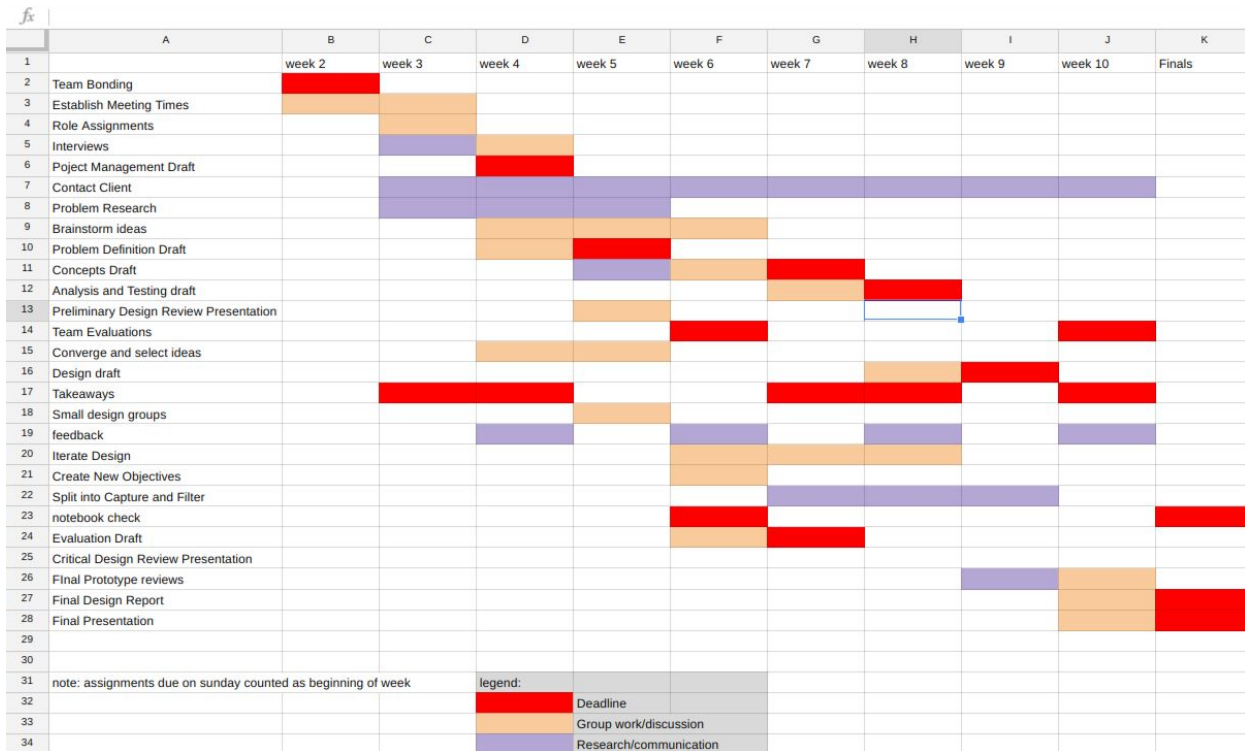 fx
A B C D E F G H I J K
1 week 2 week 3 week 4 week 5 week 6 week 7 week 8 week 9 week 10 Finals
2 Team Bonding
3 Establish Meeting Times
4 Role Assignments
5 Interviews
6 Poject Management Draft
7 Contact Client
8 Problem Research
9 Brainstorm ideas
10 Problem Definition Draft
11 Concepts Draft
12 Analysis and Testing draft
13 Preliminary Design Review Presentation
14 Team Evaluations
15 Converge and select ideas
16 Design draft
17 Takeaways
18 Small design groups
19 feedback
20 Iterate Design
21 Create New Objectives
22 Split into Capture and Filter
23 notebook check
24 Evaluation Draft
25 Critical Design Review Presentation
26 FInal Prototype reviews
27 Final Design Report
28 Final Presentation
29
30
31 note: assignments due on sunday counted as beginning of week legend:
32 Deadline
33 Group work/discussion
34 Research/communication